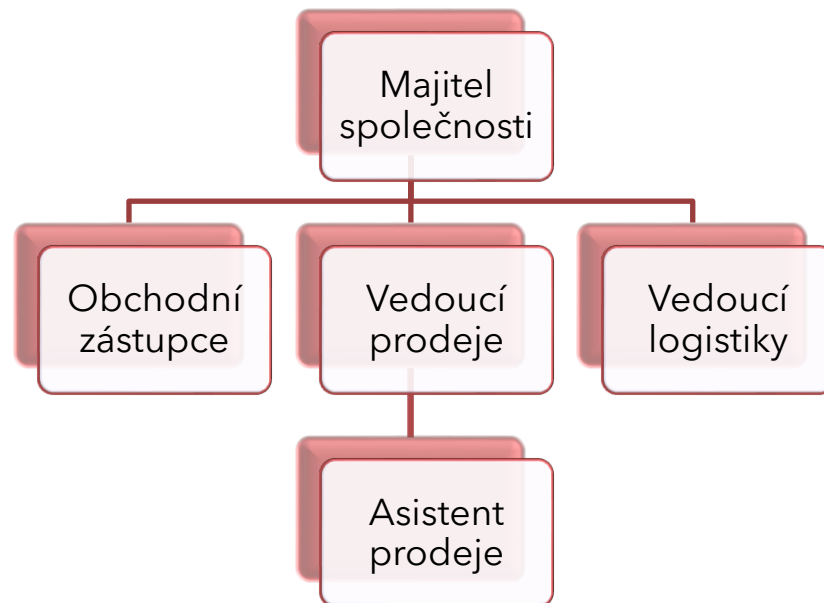 Majitel
společnosti
Obchodní
zástupce
Vedoucí
prodeje
Vedoucí
logistiky
Asistent
prodeje